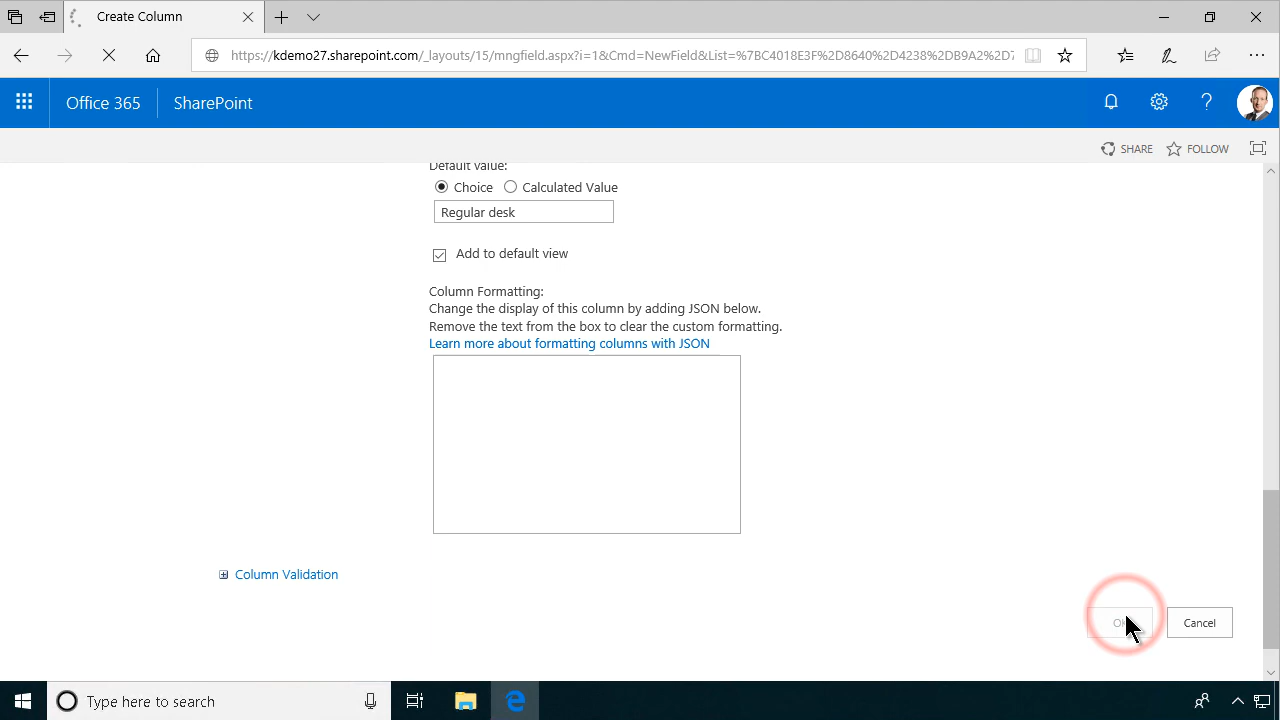 Create Column
https://kdemo27.sharepoint.com/_layouts/15/mngfield.aspx?i=1&Cmd=NewField&List=%7BC4018E3F%2D8640%2D4238%2DB9A2%2D7
Office 365
SharePoint
SHARE
FOLLOW
Default value:
Choice
Calculated Value
Regular desk
Add to default view
Column Formatting:
Change the display of this column by adding JSON below.
Remove the text from the box to clear the custom formatting.
Learn more about formatting columns with JSON
Column Validation
Cancel
Type here to search